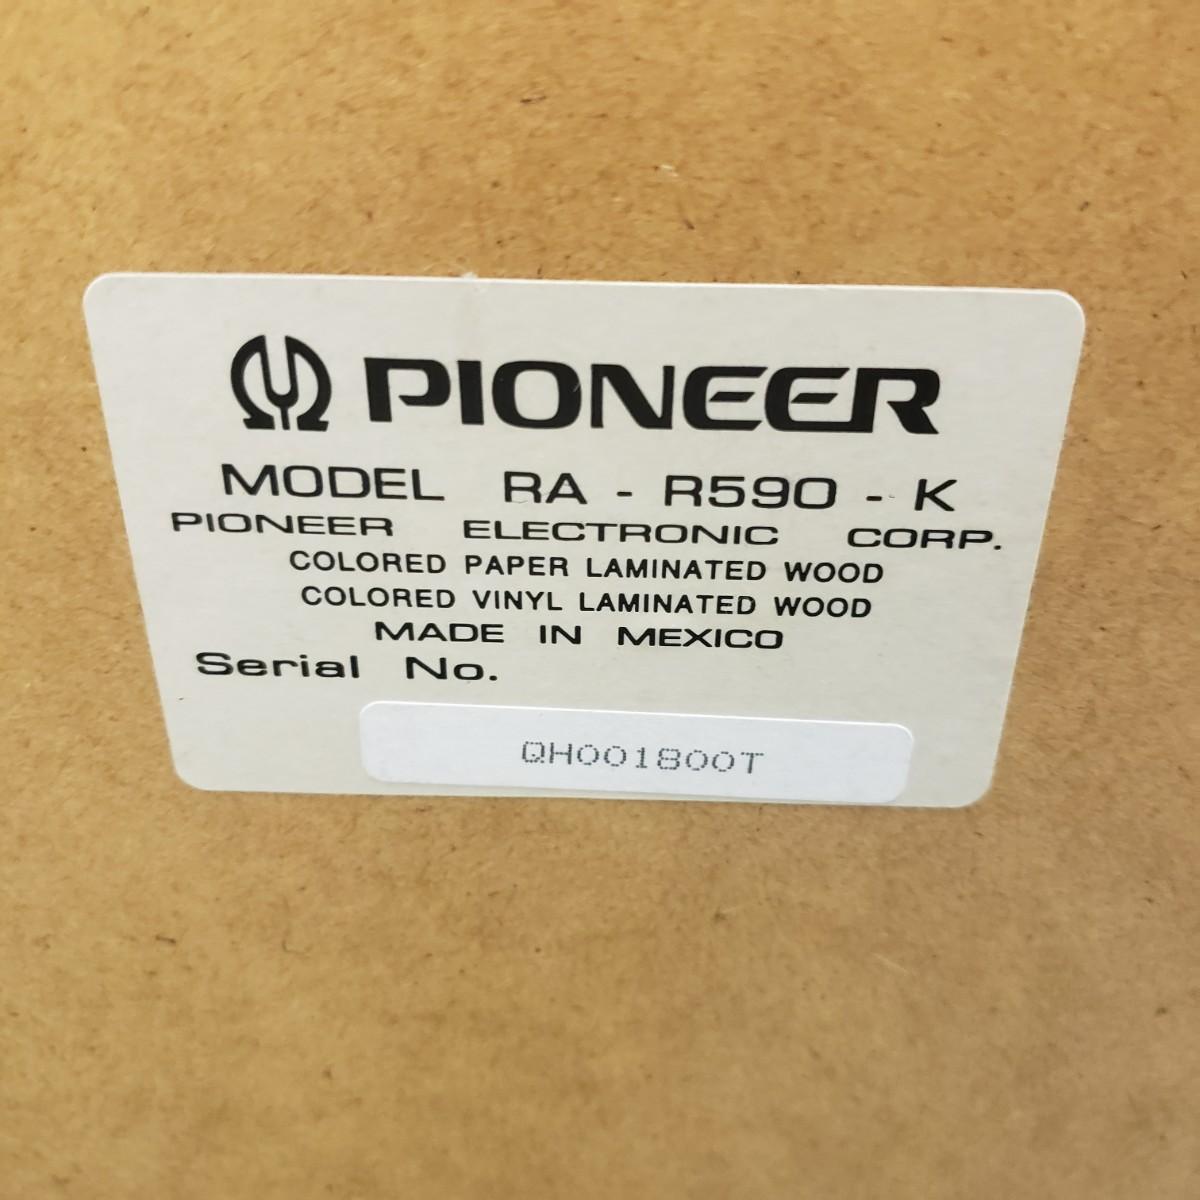 PIONEER
MODEL RA - R590 - K
PIONEER ELECTRONIC CORP.
COLORED PAPER LAMINATED WOOD
COLORED VINYL LAMINATED WOOD
MADE IN MEXICO
Serial No.
QH001800T